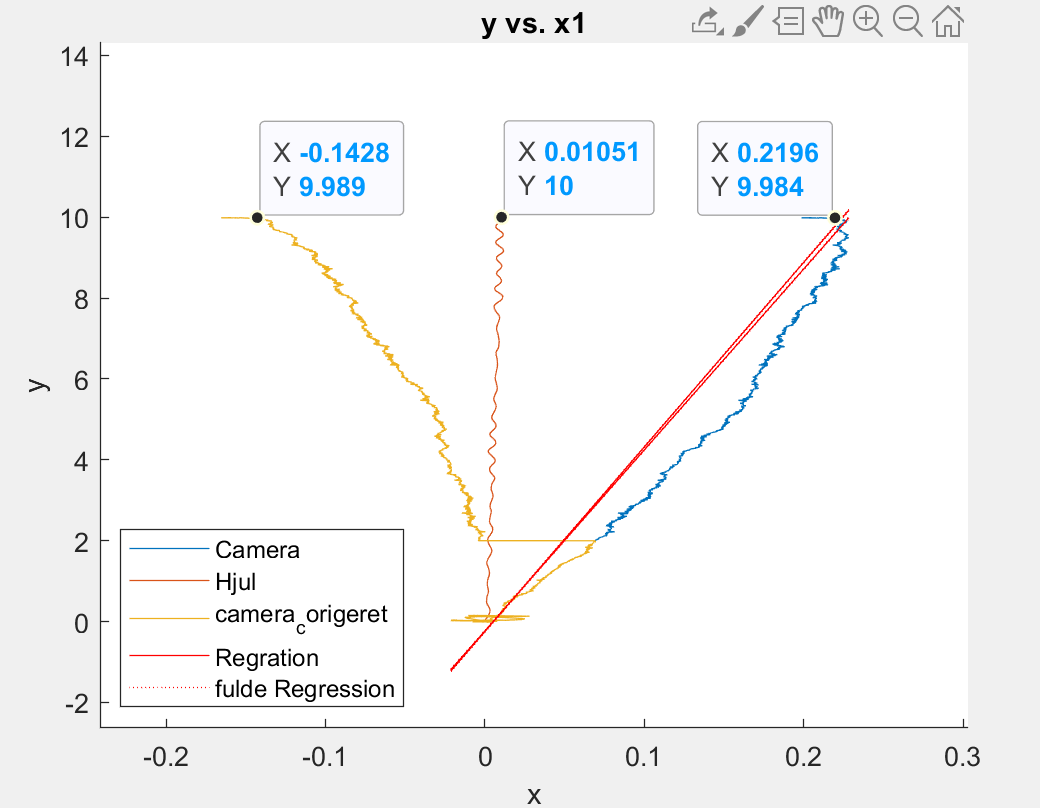 y vs. x1
14
12
10
8
6
4
2
0
-2
y
X -0.1428
Y 9.989
X 0.01051
Y 10
X 0.2196
Y 9.984
Camera
Hjul
camera_corigeret
Regration
fulde Regression
-0.2
-0.1
0
0.1
0.2
0.3
x